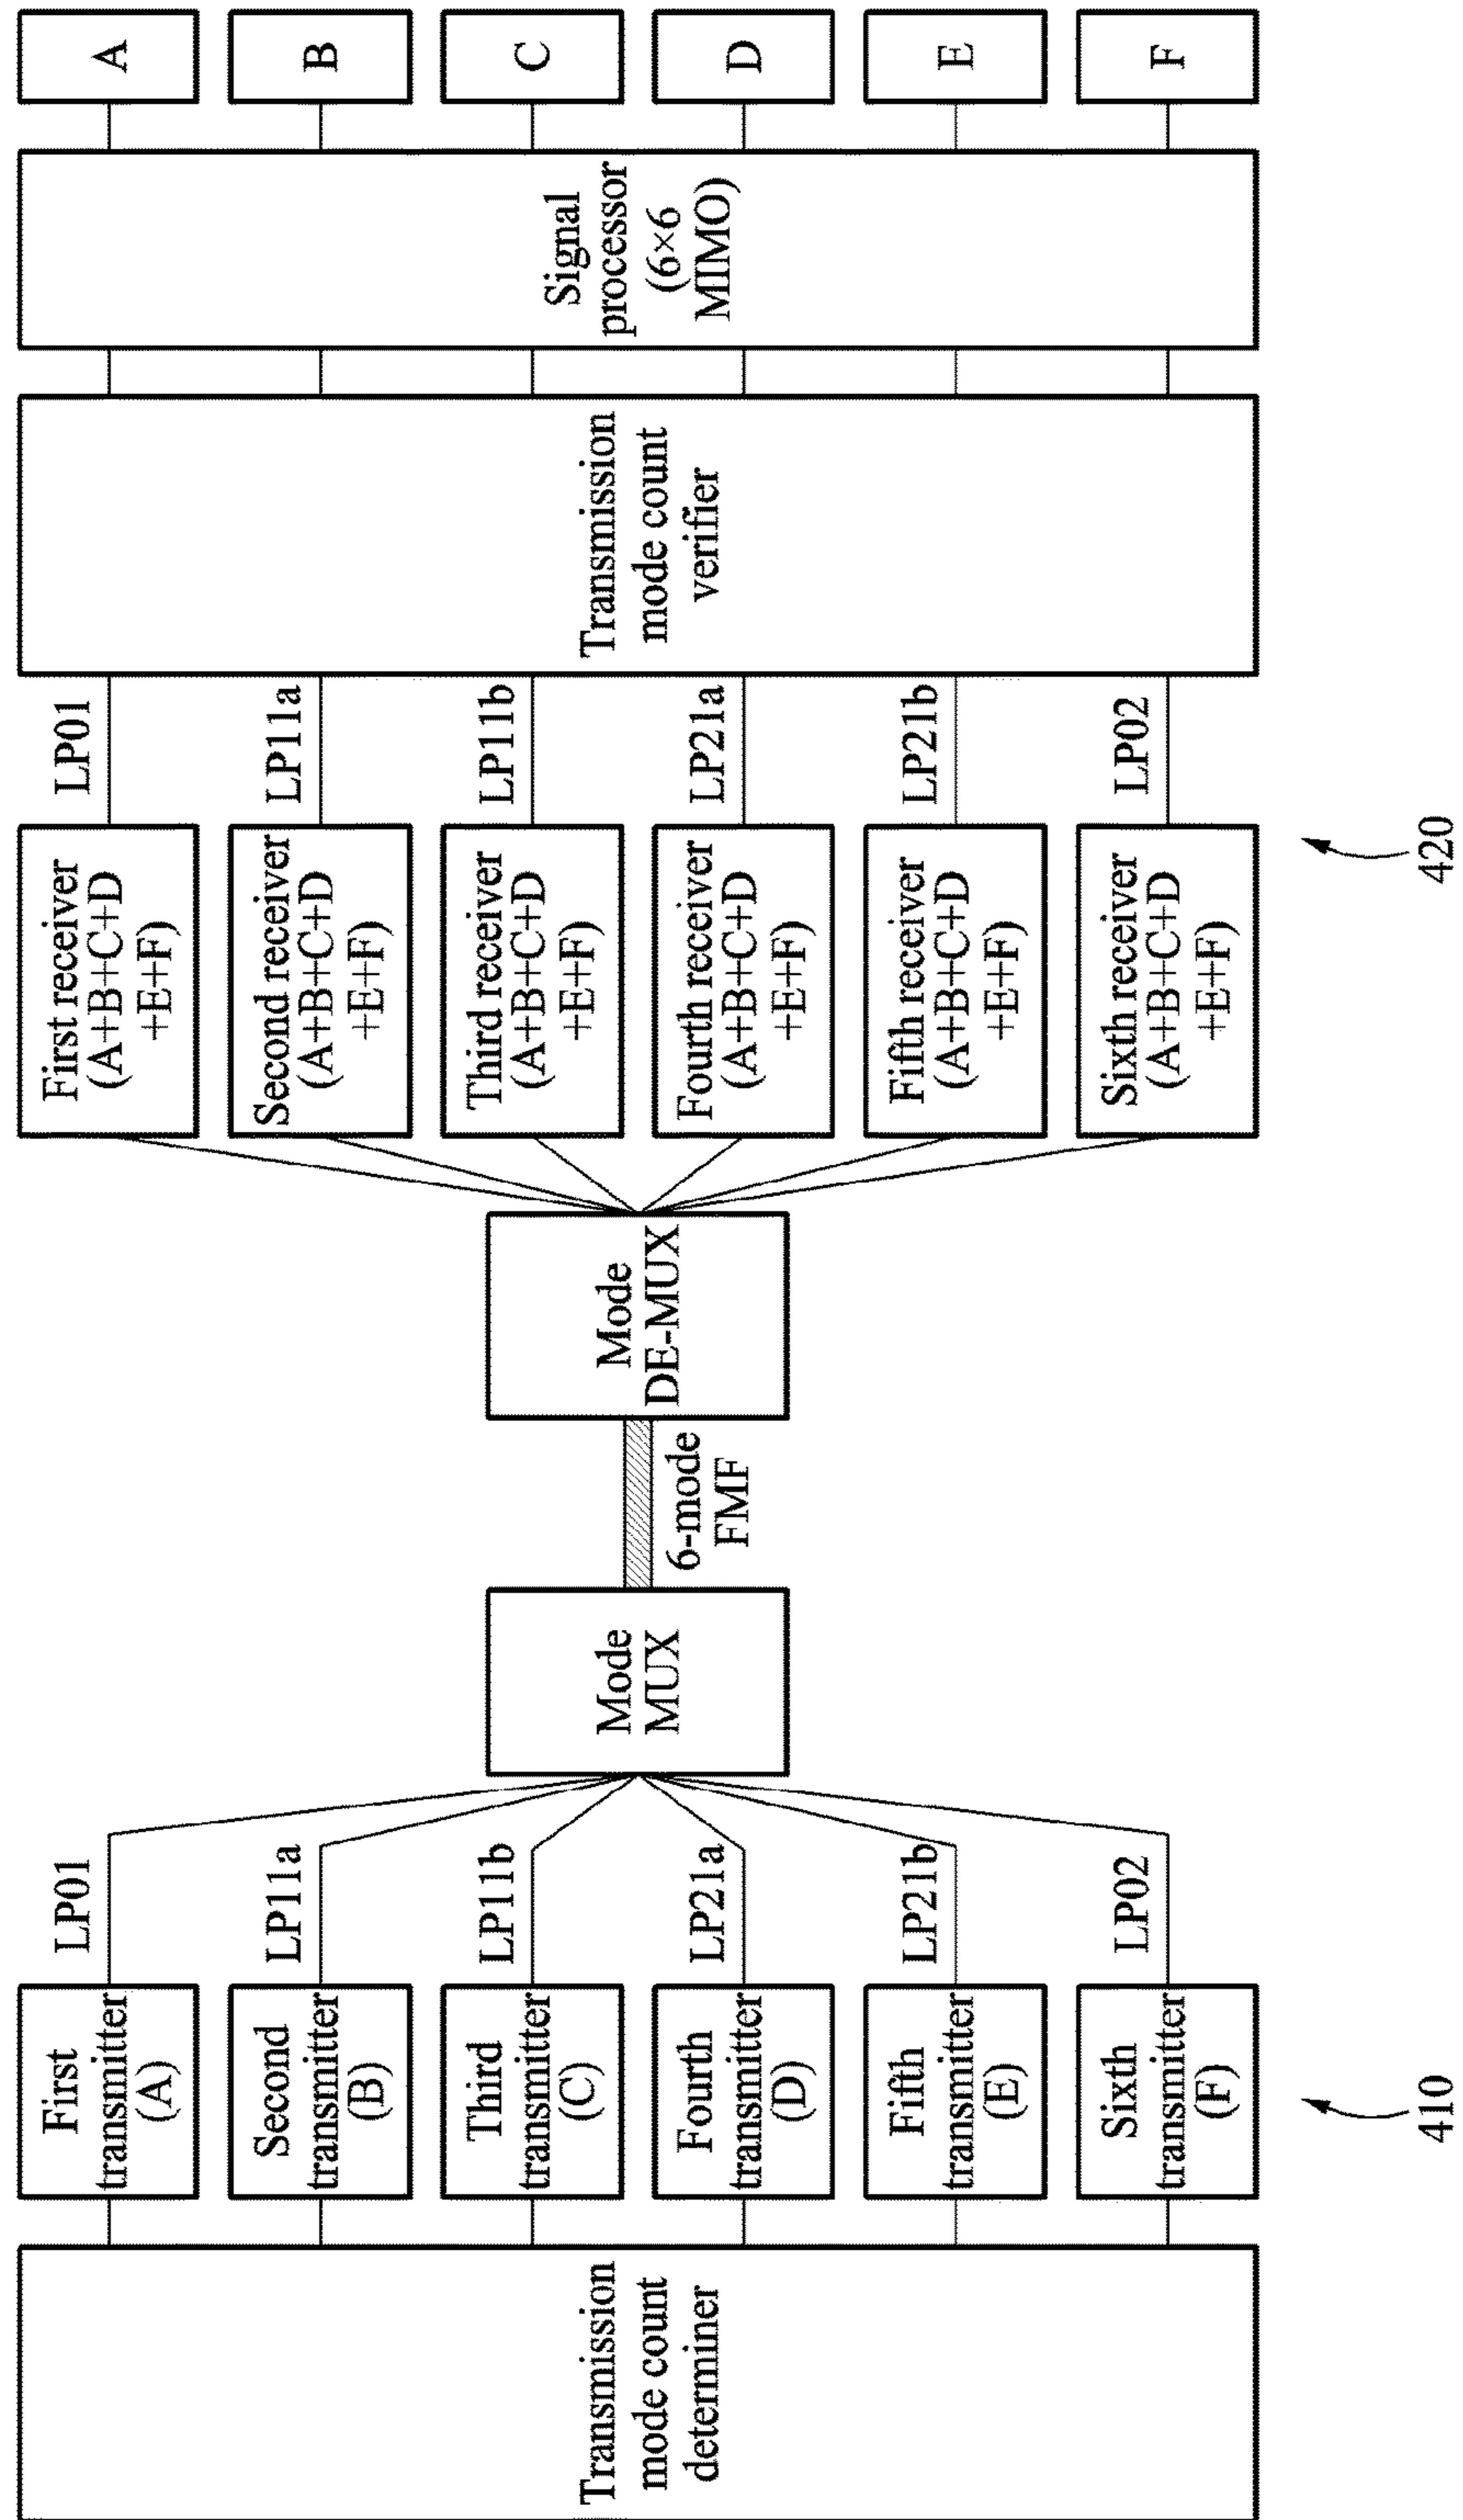 Transmission
mode count
determiner
First
transmitter
(A)
Second
transmitter
(B)
Third
transmitter
(C)
Fourth
transmitter
(D)
Fifth
transmitter
(E)
Sixth
transmitter
(F)
410
LP01
LP11a
LP11b
LP21a
LP21b
LP02
Mode
MUX
6-mode
FMF
Mode
DE-MUX
First receiver
(A+B+C+D
+E+F)
Second receiver
(A+B+C+D
+E+F)
Third receiver
(A+B+C+D
+E+F)
Fourth receiver
(A+B+C+D
+E+F)
Fifth receiver
(A+B+C+D
+E+F)
Sixth receiver
(A+B+C+D
+E+F)
420
LP01
LP11a
LP11b
LP21a
LP21b
LP02
Transmission
mode count
verifier
Signal
processor
(6×6
MIMO)
A
B
C
D
E
F